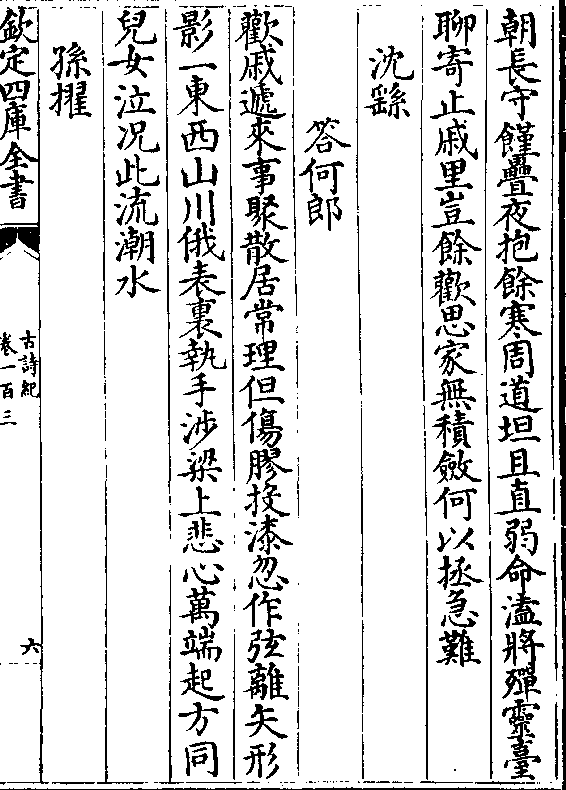 朝長守饉疊夜抱餘寒周道坦且直弱命溘將殫靈臺
聊寄止戚里豈餘歡思家無積斂何以拯急難
沈繇
答何郎
歡戚遞來事聚散居常理但傷膠投漆忽作弦離矢形
影一東西山川俄表裏執手涉梁上悲心萬端起方同
兒女泣况此流潮水
孫擢
欽定四庫全書
古詩紀
卷一百三
六